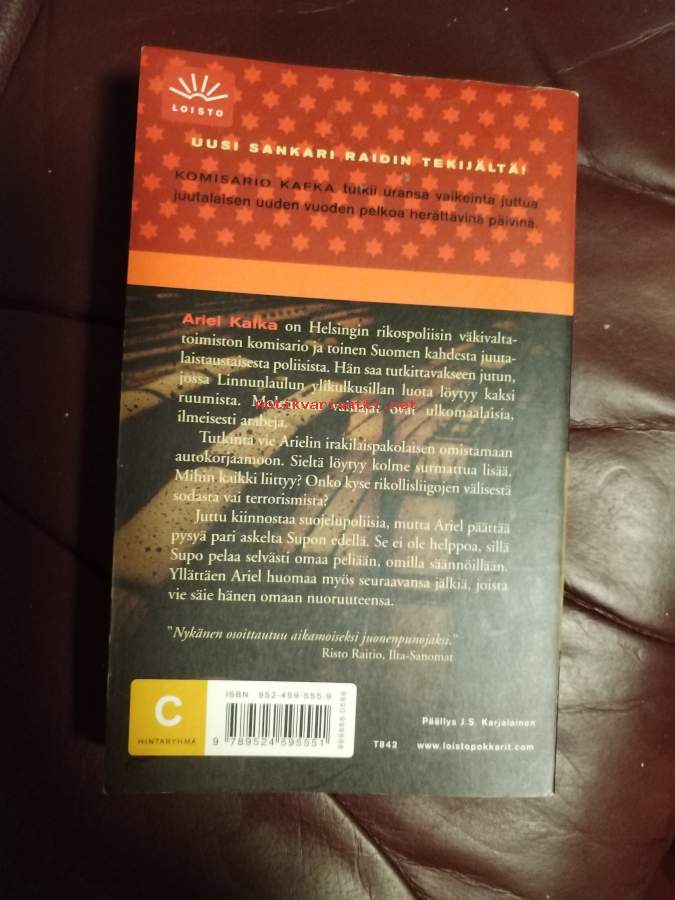 LOISTO
UUSI SANKARI RAIDIN TEKIJÄLTÄ!
KOMISARIO KAFKA tutkii uransa vaikeinta juttua
juutalaisen uuden vuoden pelkoa herättävinä päivinä.
Ariel Kafka on Helsingin rikospoliisin väkivalta-
toimiston komisario ja toinen Suomen kahdesta juuta-
laistaustaisesta poliisista. Hän saa tutkittavakseen jutun,
jossa Linnunlaulun ylikulkusillan luota löytyy kaksi
ruumista. ovat ulkomaalaisia,
antikvariaatti.net
ilmeisesti arabeja.
Tutkinta vie Arielin irakilaispakolaisen omistamaan
autokorjaamoon. Sieltä löytyy kolme surmattua lisää.
Mihin kaikki liittyy? Onko kyse rikollisliigojen välisestä
sodasta vai terrorismista?
Juttu kiinnostaa suojelupoliisia, mutta Ariel päättää
pysyä pari askelta Supon edellä. Se ei ole helppoa, sillä
Supo pelaa selvästi omaa peliään, omilla säännöillään.
Yllättäen Ariel huomaa myös seuraavansa jälkiä, joista
vie säie hänen omaan nuoruuteensa.
"Nykänen osoittautuu aikamoiseksi juonenpunojaksi."
Risto Raitio, Ilta-Sanomat
C
HINTARYHMÄ
ISBN 952-459-555-9
9 789524 595551
Päällys J.S. Karjalainen
T842 www.loistopokkarit.com